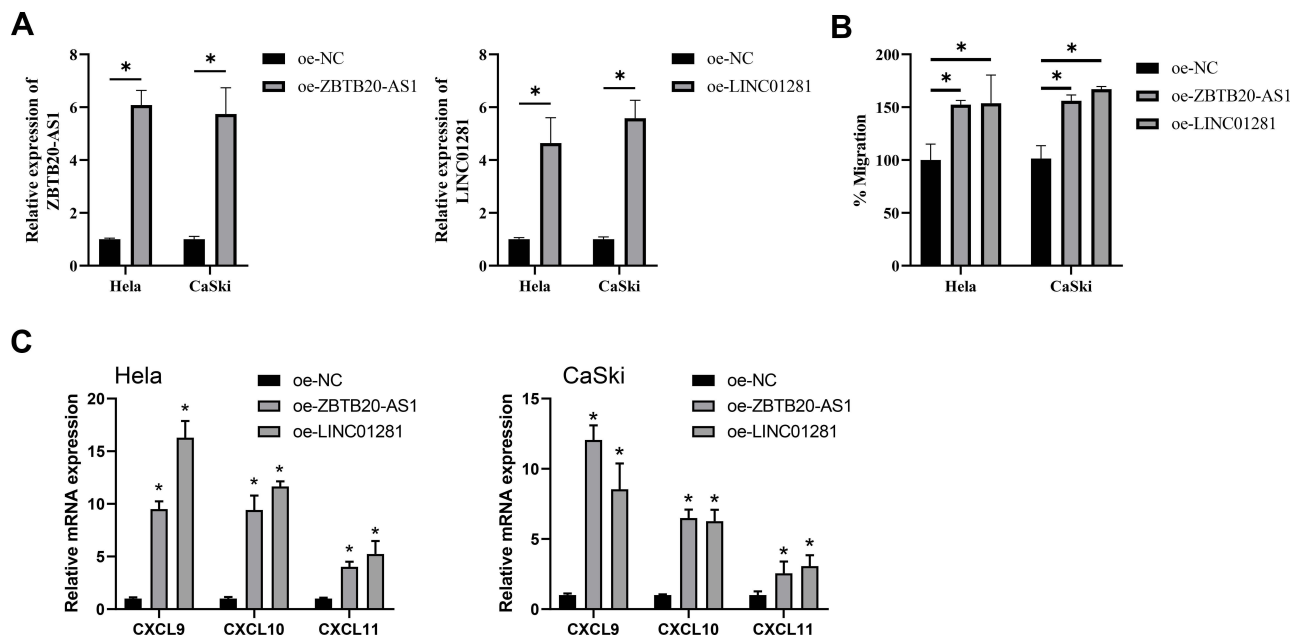 A
Relative expression of
ZBTB20-AS1
8
6
4
2
0
*
*
Hela
CaSki
oe-NC
oe-ZBTB20-AS1
Relative expression of
LINC01281
8
6
4
2
0
*
*
Hela
CaSki
oe-NC
oe-LINC01281
B
% Migration
200
150
100
50
0
*
*
*
*
Hela
CaSki
oe-NC
oe-ZBTB20-AS1
oe-LINC01281
C
Hela
oe-NC
oe-ZBTB20-AS1
oe-LINC01281
Relative mRNA expression
20
15
10
5
0
*
*
*
*
*
*
CXCL9
CXCL10
CXCL11
CaSki
oe-NC
oe-ZBTB20-AS1
oe-LINC01281
Relative mRNA expression
15
10
5
0
*
*
*
*
*
*
CXCL9
CXCL10
CXCL11